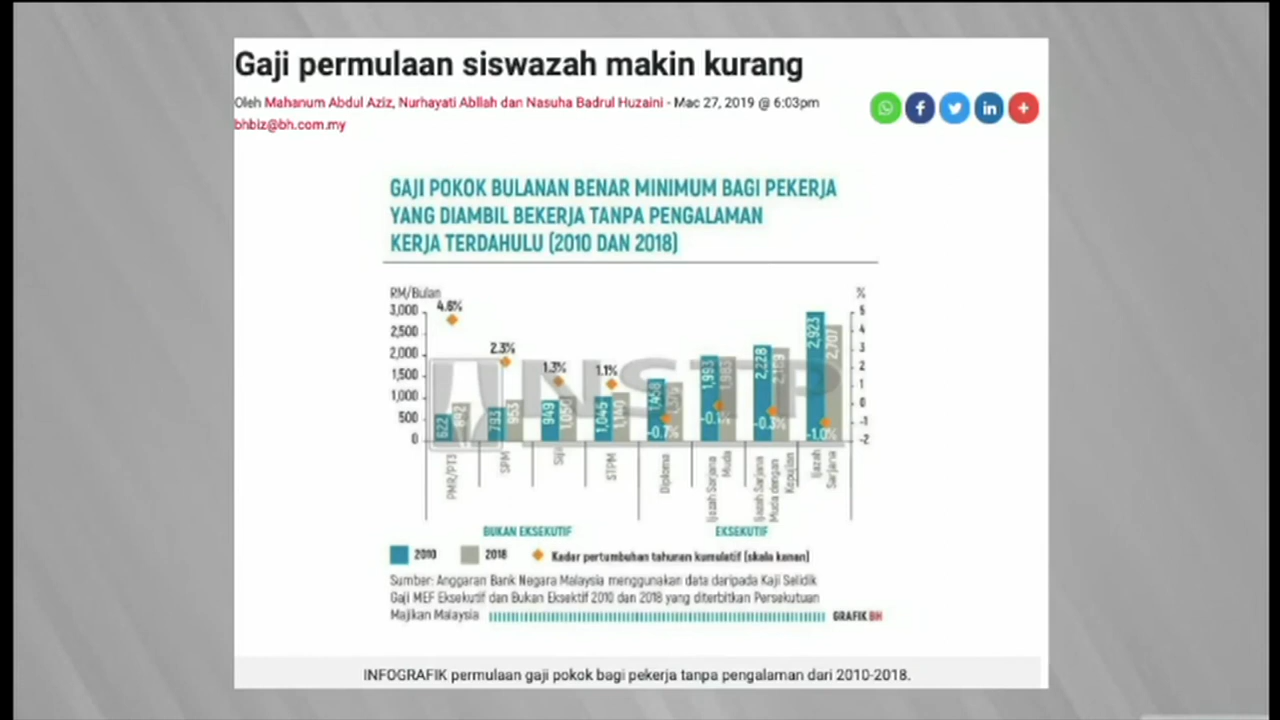 Gaji permulaan siswazah makin kurang
Oleh Mahanum Abdul Aziz, Nurhayati Abllah dan Nasuha Badrul Huzaini - Mac 27, 2019 @ 6:03pm
bhbiz@bh.com.my
GAJI POKOK BULANAN BENAR MINIMUM BAGI PEKERJA
YANG DIAMBIL BEKERJA TANPA PENGALAMAN
KERJA TERDAHULU (2010 DAN 2018)
RM/Bulan
%
3,000
2,500
2,000
1,500
1,000
500
0
4.6%
2.3%
1.3%
1.1%
-0.7%
-0.1%
-0.3%
-1.0%
622
892
793
953
949
1,050
1,045
1,140
1,458
1,993
1,983
2,228
2,169
2,923
2,707
5
4
3
2
1
0
-1
-2
NSTP
PMR/PT3
SPM
Sijil
STPM
Diploma
Ijazah Sarjana
Muda
Ijazah Sarjana
Muda dengan
Kepujian
Ijazah
Sarjana
BUKAN EKSEKUTIF
EKSEKUTIF
2010
2018
Kadar pertumbuhan tahunan kumulatif (skala kanan)
Sumber: Anggaran Bank Negara Malaysia menggunakan data daripada Kaji Selidik
Gaji MEF Eksekutif dan Bukan Eksektif 2010 dan 2018 yang diterbitkan Persekutuan
Majikan Malaysia
GRAFIK BH
INFOGRAFIK permulaan gaji pokok bagi pekerja tanpa pengalaman dari 2010-2018.